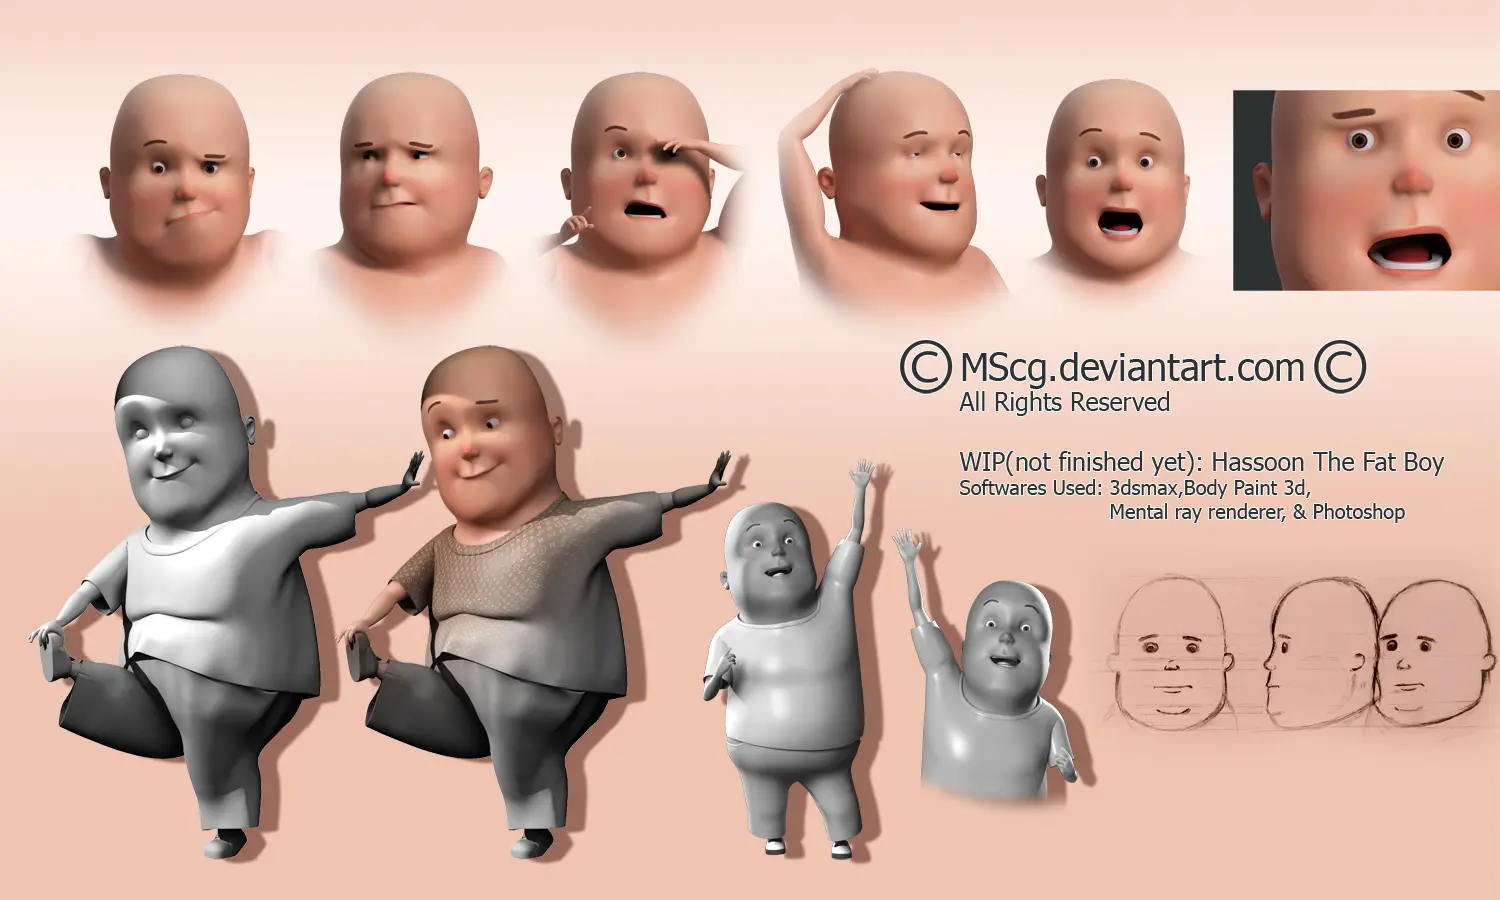 © MScg.deviantart.com ©
All Rights Reserved
WIP(not finished yet): Hassoon The Fat Boy
Softwares Used: 3dsmax,Body Paint 3d,
Mental ray renderer, & Photoshop